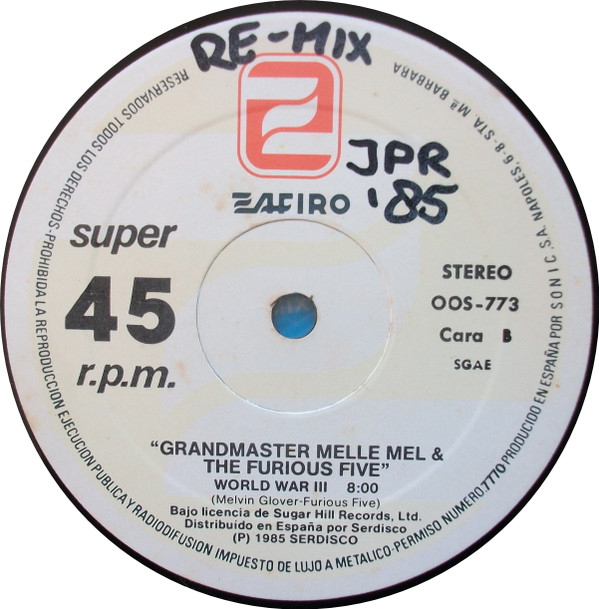 RE-MIX
JPR
'85
ZAFIRO
super
45
r.p.m.
STEREO
OOS-773
Cara B
SGAE
"GRANDMASTER MELLE MEL &
THE FURIOUS FIVE"
WORLD WAR III 8:00
(Melvin Glover-Furious Five)
Bajo licencia de Sugar Hill Records, Ltd.
Distribuido en España por Serdisco
(P) 1985 SERDISCO
RESERVADOS TODOS LOS DERECHOS-PROHIBIDA LA REPRODUCCION EJECUCION PUBLICA Y RADIODIFUSION IMPUESTO DE LUJO A METALICO-PERMISO NUMERO 7770 PRODUCIDO EN ESPAÑA POR SONIC, S.A. NAPOLES, 6-8-STA. Mª BARBARA